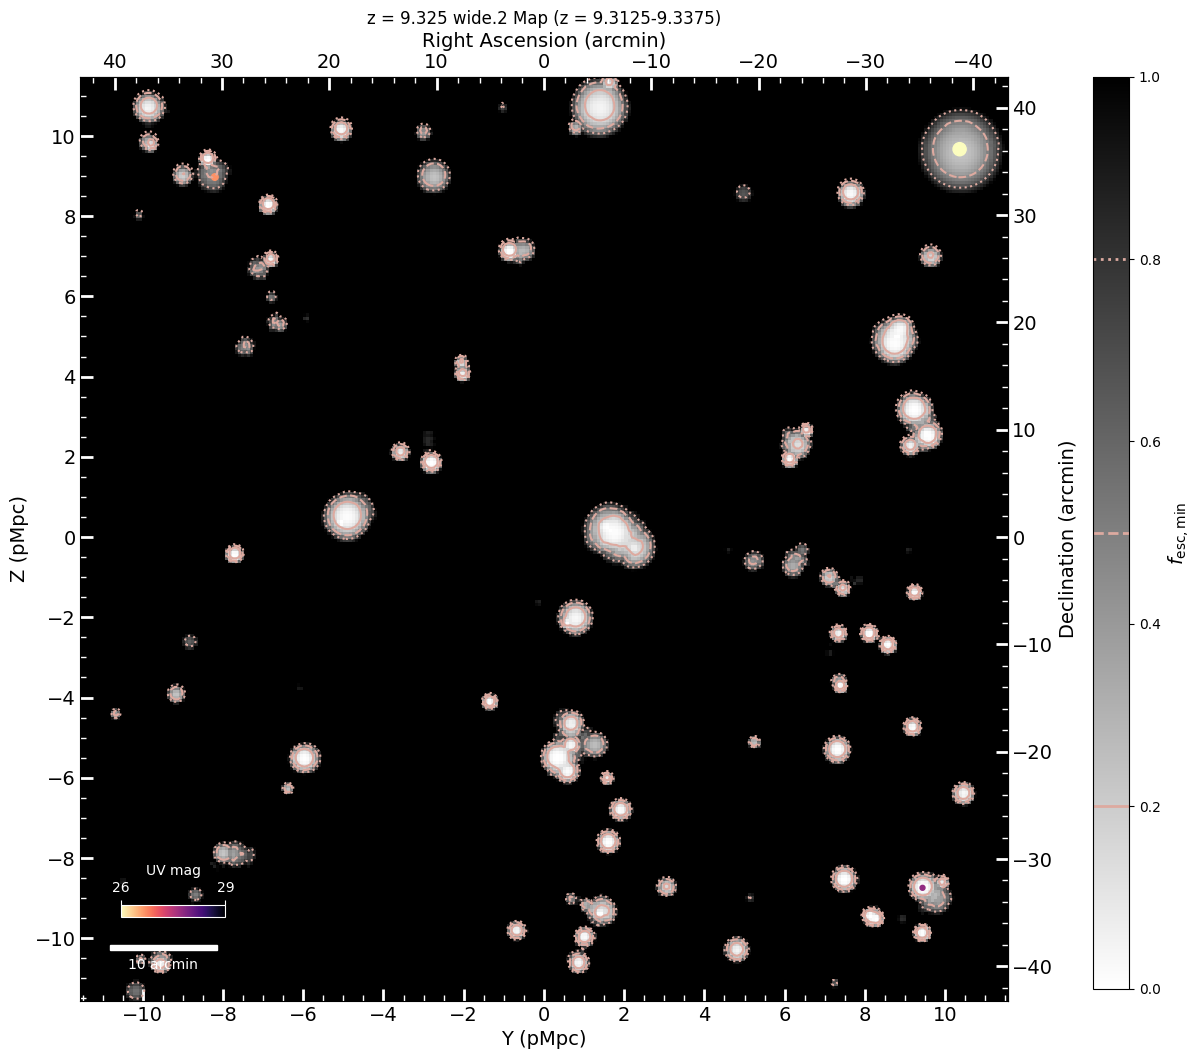 z = 9.325 wide.2 Map (z = 9.3125-9.3375)
Right Ascension (arcmin)
40 30 20 10 0 −10 −20 −30 −40
10
8
6
4
2
0
−2
−4
−6
−8
−10
Z (pMpc)
40
30
20
10
0
−10
−20
−30
−40
Declination (arcmin)
1.0
0.8
0.6
0.4
0.2
0.0
fesc,min
UV mag
26 29
10 arcmin
−10 −8 −6 −4 −2 0 2 4 6 8 10
Y (pMpc)